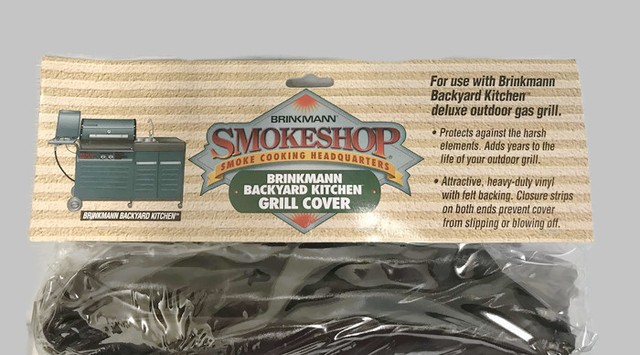 BRINKMANN BACKYARD KITCHEN™
BRINKMANN
SMOKESHOP
SMOKE COOKING HEADQUARTERS
BRINKMANN
BACKYARD KITCHEN
GRILL COVER
For use with Brinkmann
Backyard Kitchen™
deluxe outdoor gas grill.
• Protects against the harsh
elements. Adds years to the
life of your outdoor grill.
• Attractive, heavy-duty vinyl
with felt backing. Closure strips
on both ends prevent cover
from slipping or blowing off.